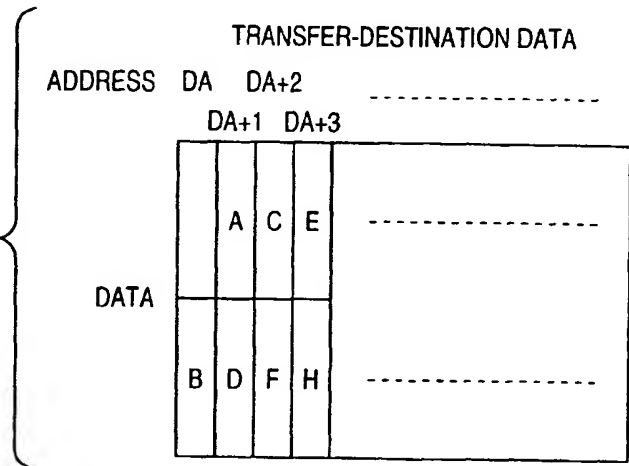 TRANSFER-DESTINATION DATA
ADDRESS DA DA+2
DA+1 DA+3
A C E
DATA
B D F H